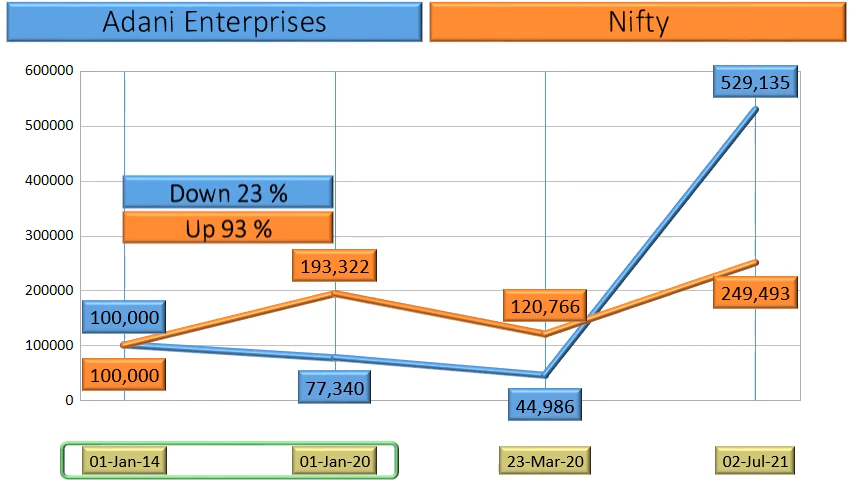 Adani Enterprises
Nifty
600000
529,135
500000
400000
Down 23 %
Up 93 %
300000
193,322
200000
120,766
249,493
100,000
100000
100,000
77,340
44,986
0
01-Jan-14
01-Jan-20
23-Mar-20
02-Jul-21